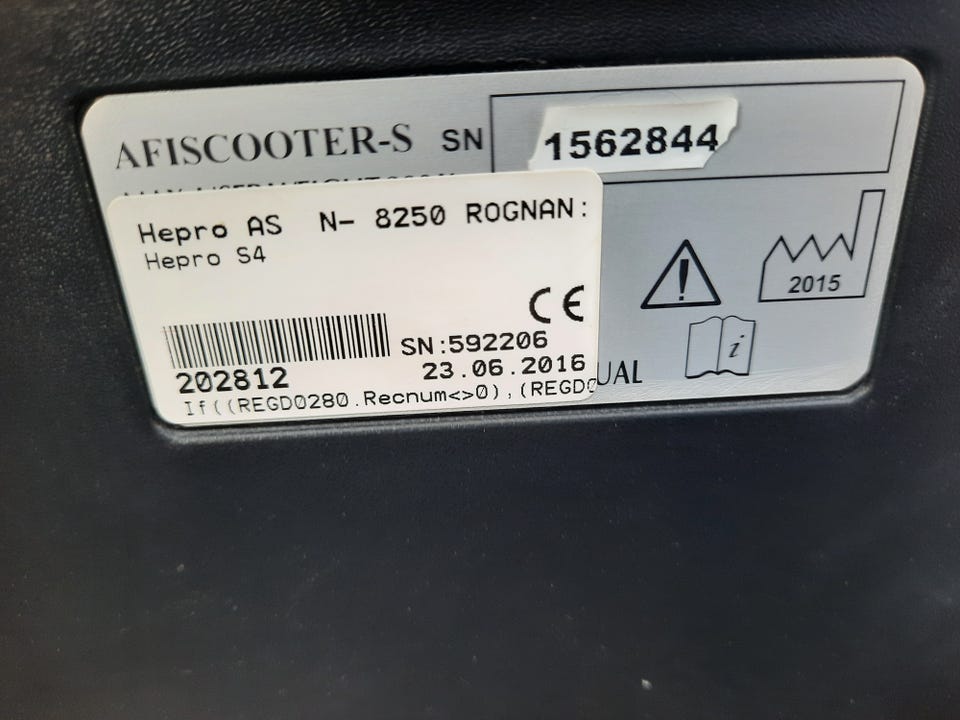 AFISCOOTER-S SN 1562844
Hepro AS N- 8250 ROGNAN:
Hepro S4
CE
SN:592206
202812 23.06.2016
If((REGD0280.Recnum<>0),(REGD
UAL
2015
i